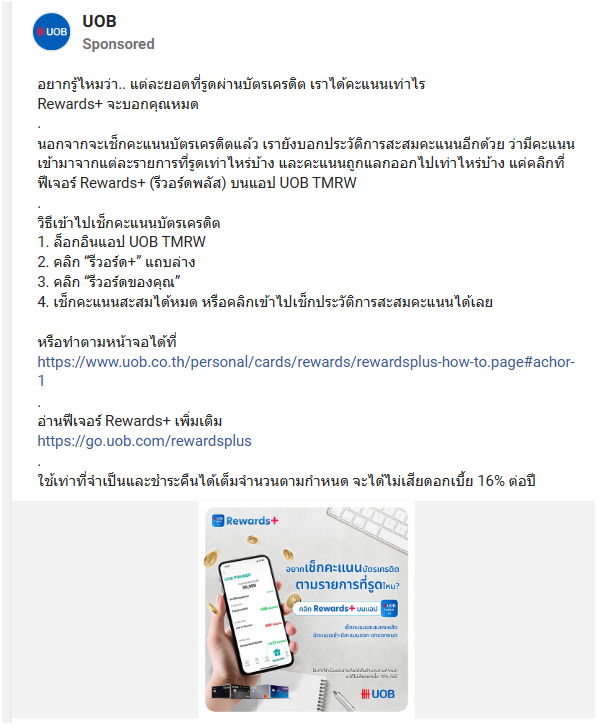 UOB
UOB
Sponsored
อยากรู้ไหมว่า.. แต่ละยอดที่รูดผ่านบัตรเครดิต เราได้คะแนนเท่าไร
Rewards+ จะบอกคุณหมด
.
นอกจากจะเช็กคะแนนบัตรเครดิตแล้ว เรายังบอกประวัติการสะสมคะแนนอีกด้วย ว่ามีคะแนน
เข้ามาจากแต่ละรายการที่รูดเท่าไหร่บ้าง และคะแนนถูกแลกออกไปเท่าไหร่บ้าง แค่คลิกที่
ฟีเจอร์ Rewards+ (รีวอร์ดพลัส) บนแอป UOB TMRW
.
วิธีเข้าไปเช็กคะแนนบัตรเครดิต
1. ล็อกอินแอป UOB TMRW
2. คลิก “รีวอร์ด+” แถบล่าง
3. คลิก “รีวอร์ดของคุณ”
4. เช็กคะแนนสะสมได้หมด หรือคลิกเข้าไปเช็กประวัติการสะสมคะแนนได้เลย
หรือทำตามหน้าจอได้ที่
https://www.uob.co.th/personal/cards/rewards/rewardsplus-how-to.page#achor-
1
.
อ่านฟีเจอร์ Rewards+ เพิ่มเติม
https://go.uob.com/rewardsplus
.
ใช้เท่าที่จำเป็นและชำระคืนได้เต็มจำนวนตามกำหนด จะได้ไม่เสียดอกเบี้ย 16% ต่อปี
Rewards+
อยากเช็กคะแนนบัตรเครดิต
ตามรายการที่รูดไหม?
คลิก Rewards+ บนแอป
UOB